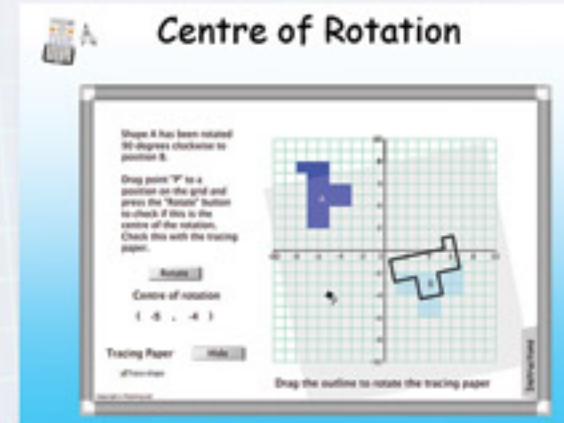 Centre of Rotation
Shape A has been rotated
90 degrees clockwise to
position B.
Drag point "P" to a
position on the grid and
press the "Rotate" button
to check if this is the
centre of the rotation.
Check this with the tracing
paper.
Rotate
Centre of rotation
( -5 , -4 )
Tracing Paper
Hide
Trace shape
Drag the outline to rotate the tracing paper
Instructions
A
B